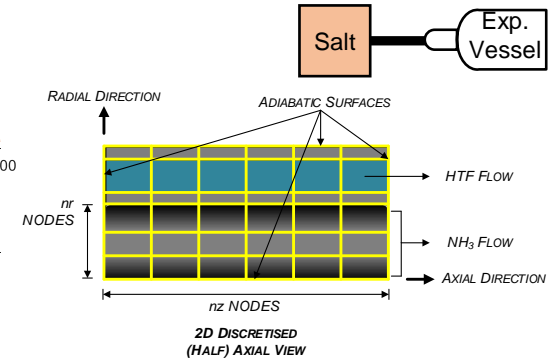 Salt
Exp.
Vessel
RADIAL DIRECTION
ADIABATIC SURFACES
00
HTF FLOW
nr
NODES
NH₃ FLOW
AXIAL DIRECTION
nz NODES
2D DISCRETISED
(HALF) AXIAL VIEW